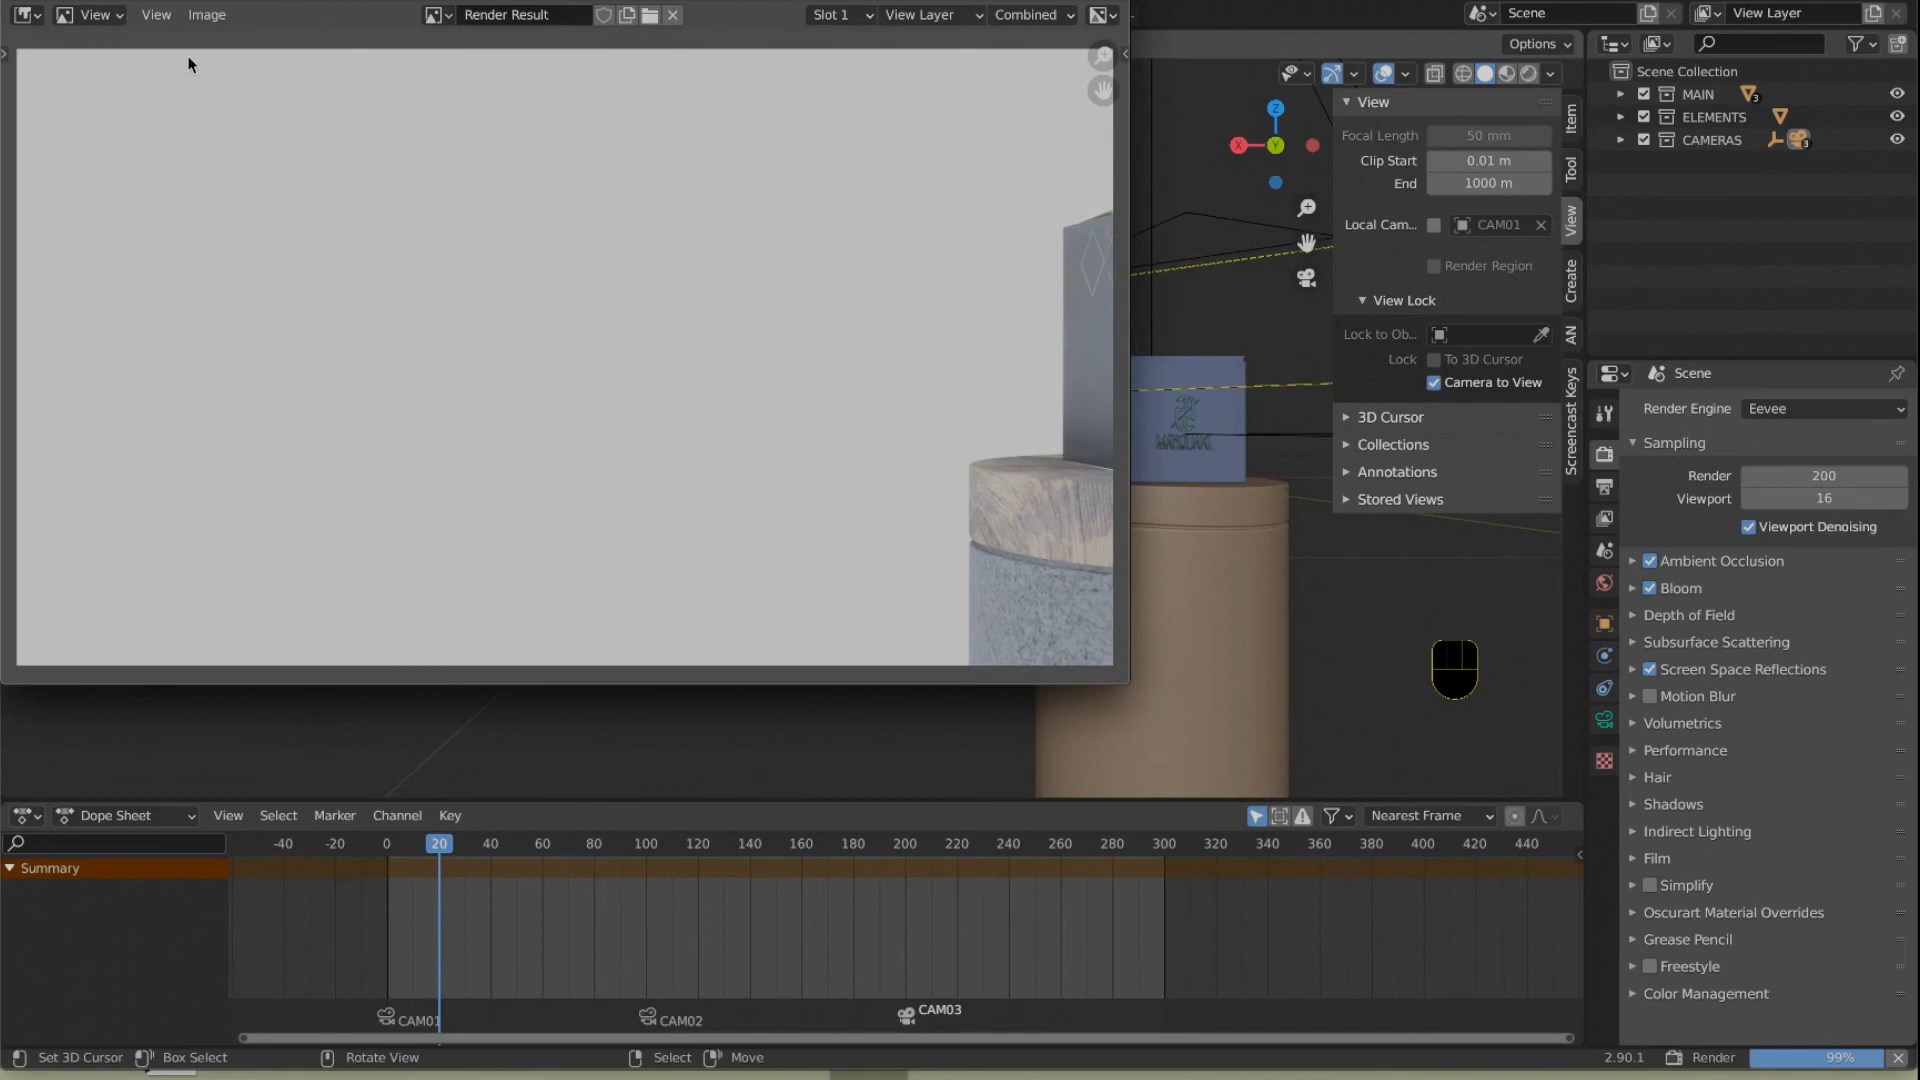 View
View
Image
Render Result
Slot 1
View Layer
Combined
Scene
View Layer
Options
Scene Collection
MAIN
3
ELEMENTS
CAMERAS
3
Z
X
Y
View
Focal Length
50 mm
Clip Start
0.01 m
End
1000 m
Local Cam...
CAM01
Render Region
View Lock
Lock to Ob...
Lock
To 3D Cursor
Camera to View
3D Cursor
Collections
Annotations
Stored Views
Item
Tool
View
Create
AN
Screencast Keys
Scene
Render Engine
Eevee
Sampling
Render
200
Viewport
16
Viewport Denoising
Ambient Occlusion
Bloom
Depth of Field
Subsurface Scattering
Screen Space Reflections
Motion Blur
Volumetrics
Performance
Hair
Shadows
Indirect Lighting
Film
Simplify
Oscurart Material Overrides
Grease Pencil
Freestyle
Color Management
Dope Sheet
View
Select
Marker
Channel
Key
Nearest Frame
-40 -20 0 20 40 60 80 100 120 140 160 180 200 220 240 260 280 300 320 340 360 380 400 420 440
Summary
CAM01
CAM02
CAM03
Set 3D Cursor
Box Select
Rotate View
Select
Move
2.90.1
Render
99%